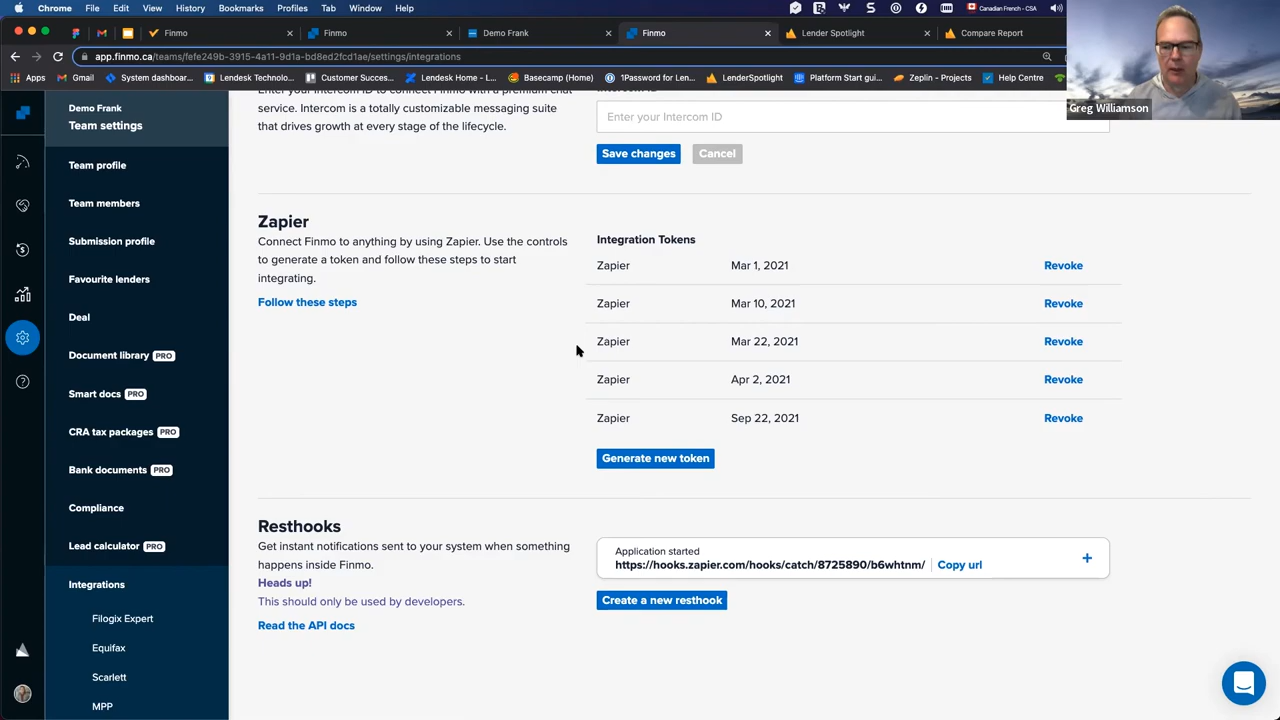 Chrome File Edit View History Bookmarks Profiles Tab Window Help
Canadian French - CSA
Finmo
Finmo
Demo Frank
Finmo
Lender Spotlight
Compare Report
app.finmo.ca/teams/fefe249b-3915-4a11-9d1a-bd8ed2fcd1ae/settings/integrations
Apps
Gmail
System dashboar...
Lendesk Technolo...
Customer Succes...
Lendesk Home - L...
Basecamp (Home)
1Password for Len...
LenderSpotlight
Platform Start gui...
Zeplin - Projects
Help Centre
Greg Williamson
Demo Frank
Team settings
Team profile
Team members
Submission profile
Favourite lenders
Deal
Document library PRO
Smart docs PRO
CRA tax packages PRO
Bank documents PRO
Compliance
Lead calculator PRO
Integrations
Filogix Expert
Equifax
Scarlett
MPP
Enter your Intercom ID to connect Finmo with a premium chat
service. Intercom is a totally customizable messaging suite
that drives growth at every stage of the lifecycle.
Enter your Intercom ID
Save changes
Cancel
Zapier
Connect Finmo to anything by using Zapier. Use the controls
to generate a token and follow these steps to start
integrating.
Follow these steps
Integration Tokens
Zapier Mar 1, 2021 Revoke
Zapier Mar 10, 2021 Revoke
Zapier Mar 22, 2021 Revoke
Zapier Apr 2, 2021 Revoke
Zapier Sep 22, 2021 Revoke
Generate new token
Resthooks
Get instant notifications sent to your system when something
happens inside Finmo.
Heads up!
This should only be used by developers.
Read the API docs
Application started
https://hooks.zapier.com/hooks/catch/8725890/b6whtnm/ Copy url
Create a new resthook